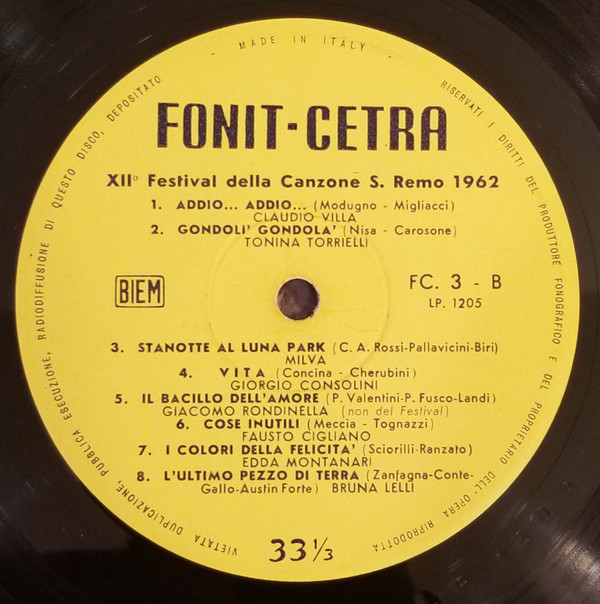 MADE IN ITALY
RISERVATI I DIRITTI DEL PRODUTTORE FONOGRAFICO E DEL PROPRIETARIO DELL'OPERA RIPRODOTTA
VIETATA DUPLICAZIONE, PUBBLICA ESECUZIONE, RADIODIFFUSIONE DI QUESTO DISCO, DEPOSITATO
FONIT-CETRA
XIIº Festival della Canzone S. Remo 1962
1. ADDIO... ADDIO... (Modugno - Migliacci)
CLAUDIO VILLA
2. GONDOLI' GONDOLA' (Nisa - Carosone)
TONINA TORRIELLI
BIEM
FC. 3 - B
LP. 1205
3. STANOTTE AL LUNA PARK (C. A. Rossi-Pallavicini-Biri)
MILVA
4. VITA (Concina - Cherubini)
GIORGIO CONSOLINI
5. IL BACILLO DELL'AMORE (P. Valentini-P. Fusco-Landi)
GIACOMO RONDINELLA (non del Festival)
6. COSE INUTILI (Meccia - Tognazzi)
FAUSTO CIGLIANO
7. I COLORI DELLA FELICITA' (Sciorilli-Ranzato)
EDDA MONTANARI
8. L'ULTIMO PEZZO DI TERRA (Zanfagna-Conte-
Gallo-Austin Forte) BRUNA LELLI
33 1/3